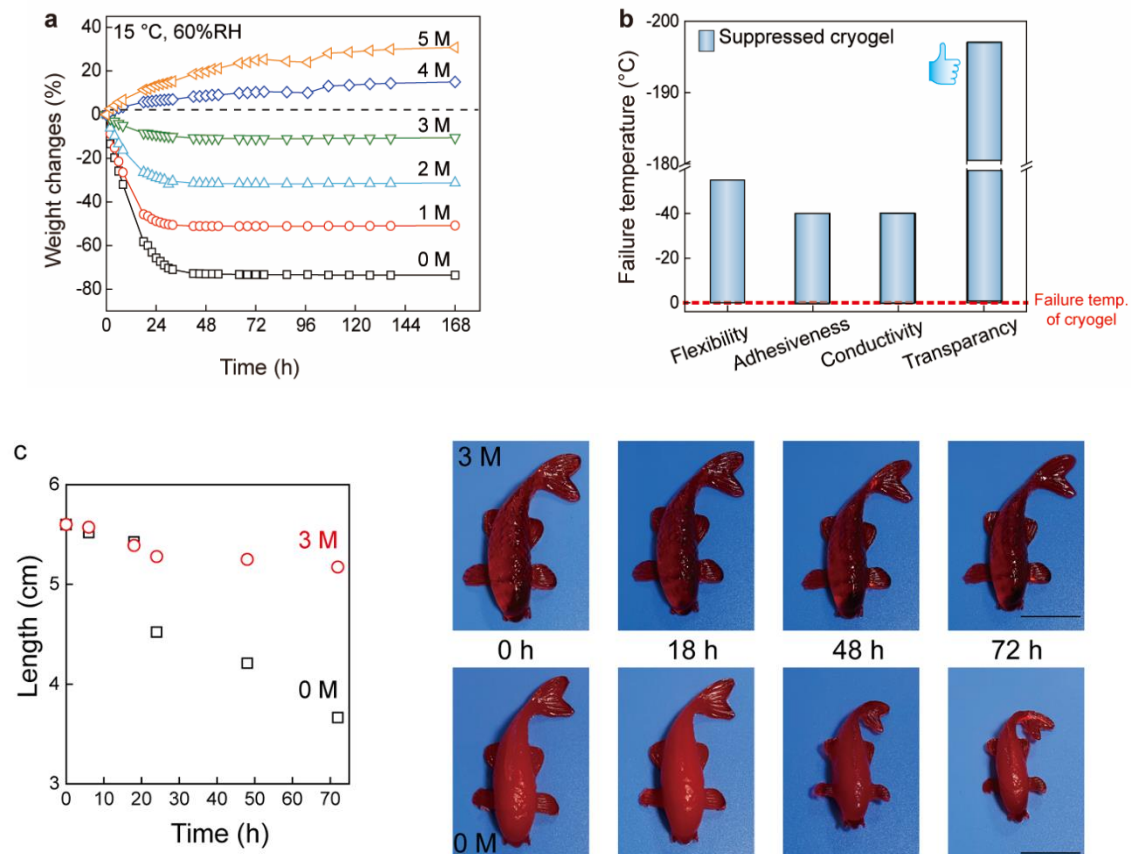 a
15 °C, 60%RH
5 M
4 M
3 M
2 M
1 M
0 M
40
20
0
-20
-40
-60
-80
Weight changes (%)
0 24 48 72 96 120 144 168
Time (h)
b
Suppressed cryogel
-200
-190
-180
-40
-20
0
Failure temperature (°C)
Failure temp.
of cryogel
Flexibility
Adhesiveness
Conductivity
Transparancy
c
6
5
4
3
Length (cm)
3 M
0 M
0 10 20 30 40 50 60 70
Time (h)
3 M
0 h 18 h 48 h 72 h
0 M